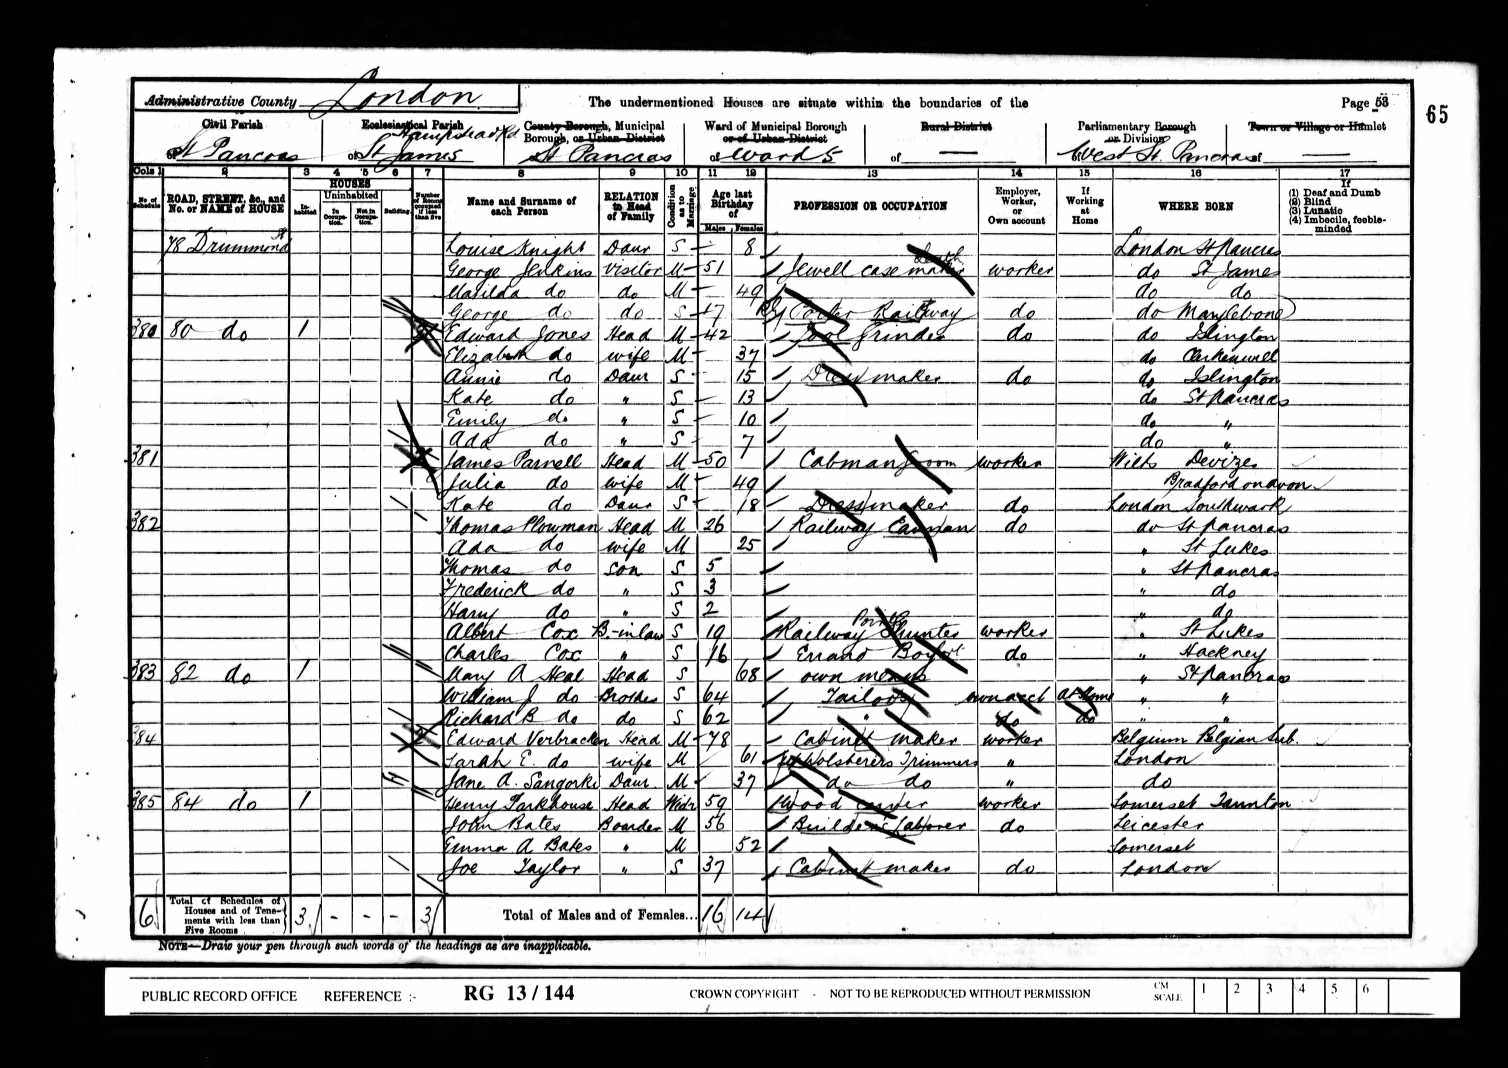 Administrative County London The undermentioned Houses are situate within the boundaries of the Page 53
65
Civil Parish Ecclesiastical Parish County Borough, Municipal Borough, or Urban District Ward of Municipal Borough or of Urban District Rural District Parliamentary Borough or Division Town or Village or Hamlet
of St Pancras of St James Hampstead Rd of St Pancras of Ward 5 of — of West St. Pancras of —
Cols 1 2 3 4 5 6 7 8 9 10 11 12 13 14 15 16 17
No. of Schedule ROAD, STREET, &c., and No. or NAME of HOUSE HOUSES Inhabited Uninhabited In Occupation. Not in Occupation. Building Number of Rooms occupied if less than five Name and Surname of each Person RELATION to Head of Family Condition as to Marriage Age last Birthday of Males Females PROFESSION OR OCCUPATION Employer, Worker, or Own account If Working at Home WHERE BORN If (1) Deaf and Dumb (2) Blind (3) Lunatic (4) Imbecile, feeble-minded
78 Drummond St Louise Knight Daur S 8 London St Pancras
George Jenkins Visitor M 51 Jewell case maker worker do St James
Matilda do do M 49 do do
George do do S 17 Porter Railway do do Marylebone
380 80 do 1 Edward Jones Head M 42 Tool Grinder do do Islington
Elizabeth do wife M 37 do Clerkenwell
Annie do Daur S 15 Dressmaker do do Islington
Kate do " S 13 do St Pancras
Emily do " S 10 do "
Ada do " S 7 do "
381 James Parnell Head M 50 Cabman Groom worker Wilts Devizes
Julia do wife M 49 Bradford on avon
Kate do Daur S 18 Dressmaker do London Southwark
382 Thomas Plowman Head M 26 Railway Carman do do St Pancras
Ada do wife M 25 " St Lukes
Thomas do son S 5 " St Pancras
Frederick do " S 3 " do
Harry do " S 2 " do
Albert Cox B.-in law S 19 Railway Shunter worker " St Lukes
Charles Cox " S 16 Errand Boy do " Hackney
383 82 do 1 Mary A Heal Head S 68 own means " St Pancras
William J do Brother S 64 Tailor own acct At Home " "
Richard B do do S 62 " do do " "
384 Edward Verbracken Head M 78 Cabinet maker worker Belgium Belgian Sub.
Sarah E. do wife M 61 Upholsterers Trimmers " London
Jane A. Sangorki Daur M 37 do do " do
385 84 do 1 Henry Parkhouse Head Widr 59 Wood carver worker Somerset Taunton
John Bates Boarder M 56 Builders Labourer do Leicester
Emma A Bates " M 52 Somerset
Joe Taylor " S 37 Cabinet maker do London
6 Total of Schedules of Houses and of Tenements with less than Five Rooms 3 - - - 3 Total of Males and of Females... 16 14
NOTE—Draw your pen through such words of the headings as are inapplicable.
PUBLIC RECORD OFFICE REFERENCE :- RG 13 / 144 CROWN COPYRIGHT - NOT TO BE REPRODUCED WITHOUT PERMISSION CM SCALE 1 2 3 4 5 6